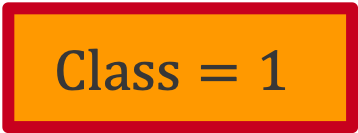 Class = 1